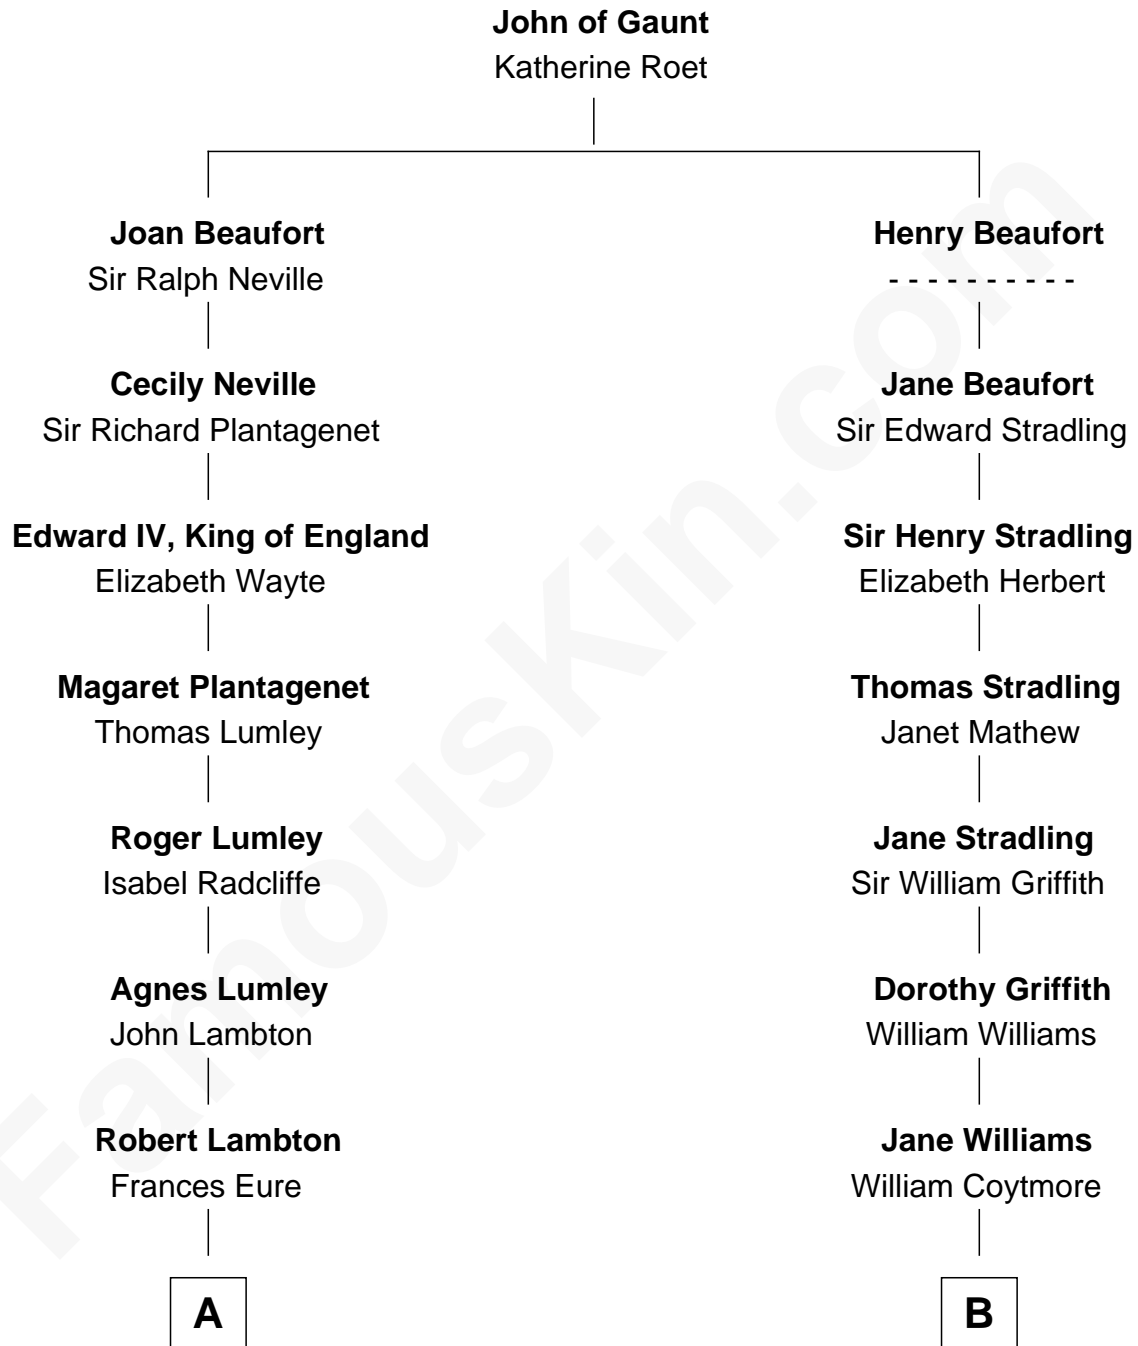 John of Gaunt
Katherine Roet
Joan Beaufort
Sir Ralph Neville
Henry Beaufort
- - - - - - - - - -
Cecily Neville
Sir Richard Plantagenet
Jane Beaufort
Sir Edward Stradling
Edward IV, King of England
Elizabeth Wayte
Sir Henry Stradling
Elizabeth Herbert
Magaret Plantagenet
Thomas Lumley
Thomas Stradling
Janet Mathew
Roger Lumley
Isabel Radcliffe
Jane Stradling
Sir William Griffith
Agnes Lumley
John Lambton
Dorothy Griffith
William Williams
Robert Lambton
Frances Eure
Jane Williams
William Coytmore
A
B
FamousKin.com